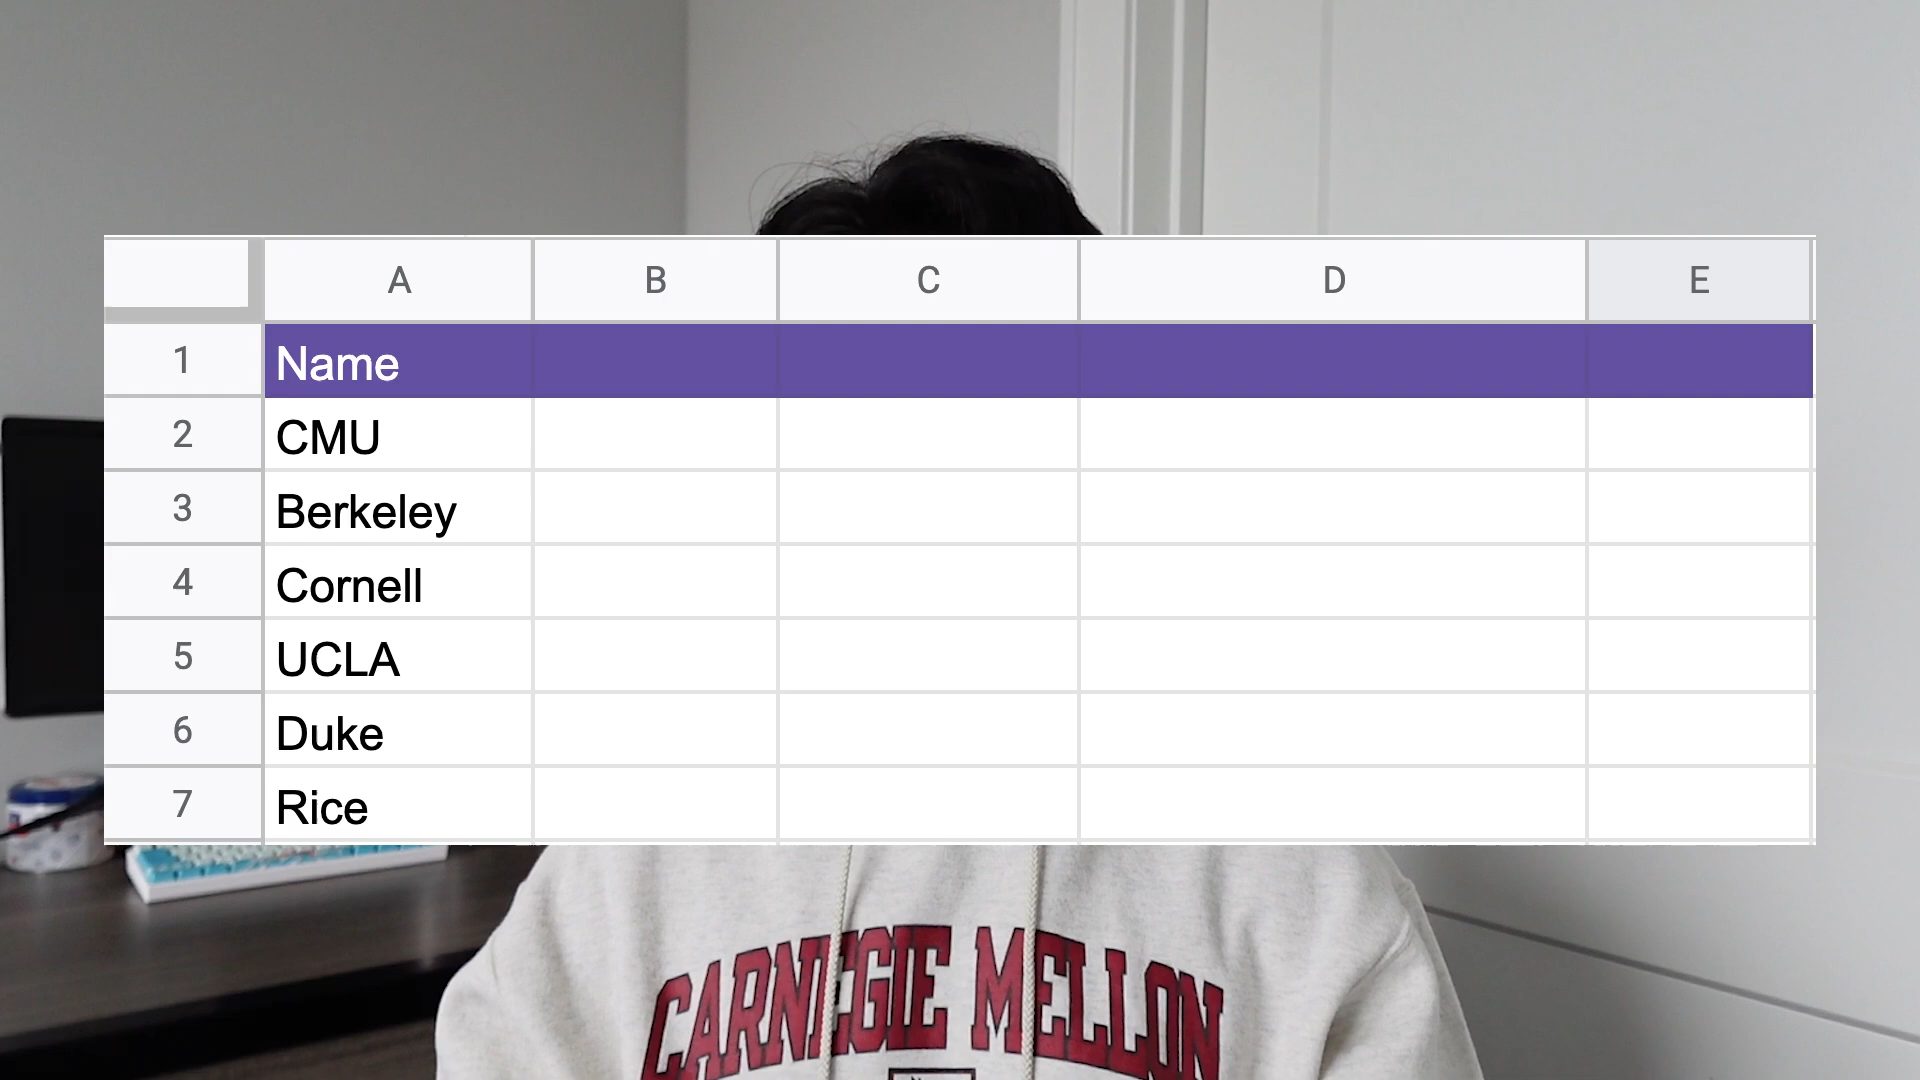 A B C D E
1 Name
2 CMU
3 Berkeley
4 Cornell
5 UCLA
6 Duke
7 Rice
CARNEGIE MELLON